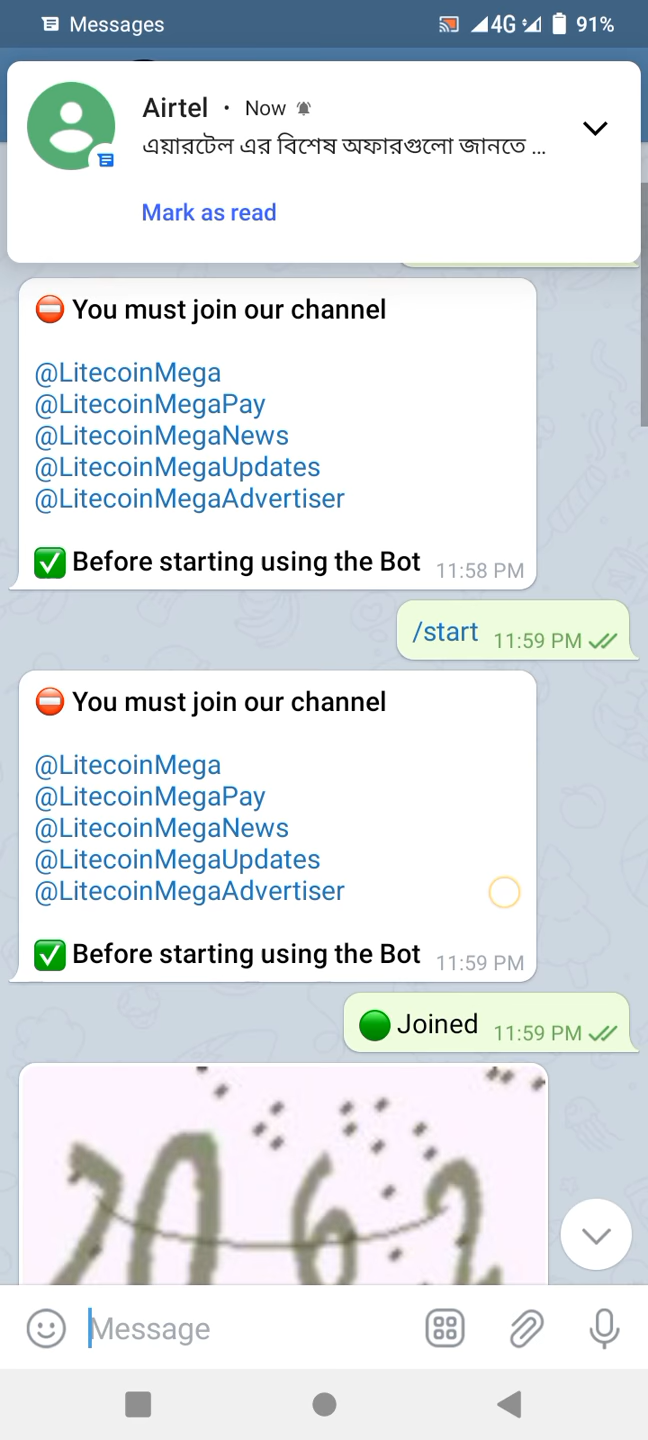 Messages 4G 91%
Airtel • Now
এয়ারটেল এর বিশেষ অফারগুলো জানতে ...
Mark as read
You must join our channel
@LitecoinMega
@LitecoinMegaPay
@LitecoinMegaNews
@LitecoinMegaUpdates
@LitecoinMegaAdvertiser
Before starting using the Bot 11:58 PM
/start 11:59 PM
You must join our channel
@LitecoinMega
@LitecoinMegaPay
@LitecoinMegaNews
@LitecoinMegaUpdates
@LitecoinMegaAdvertiser
Before starting using the Bot 11:59 PM
Joined 11:59 PM
Message